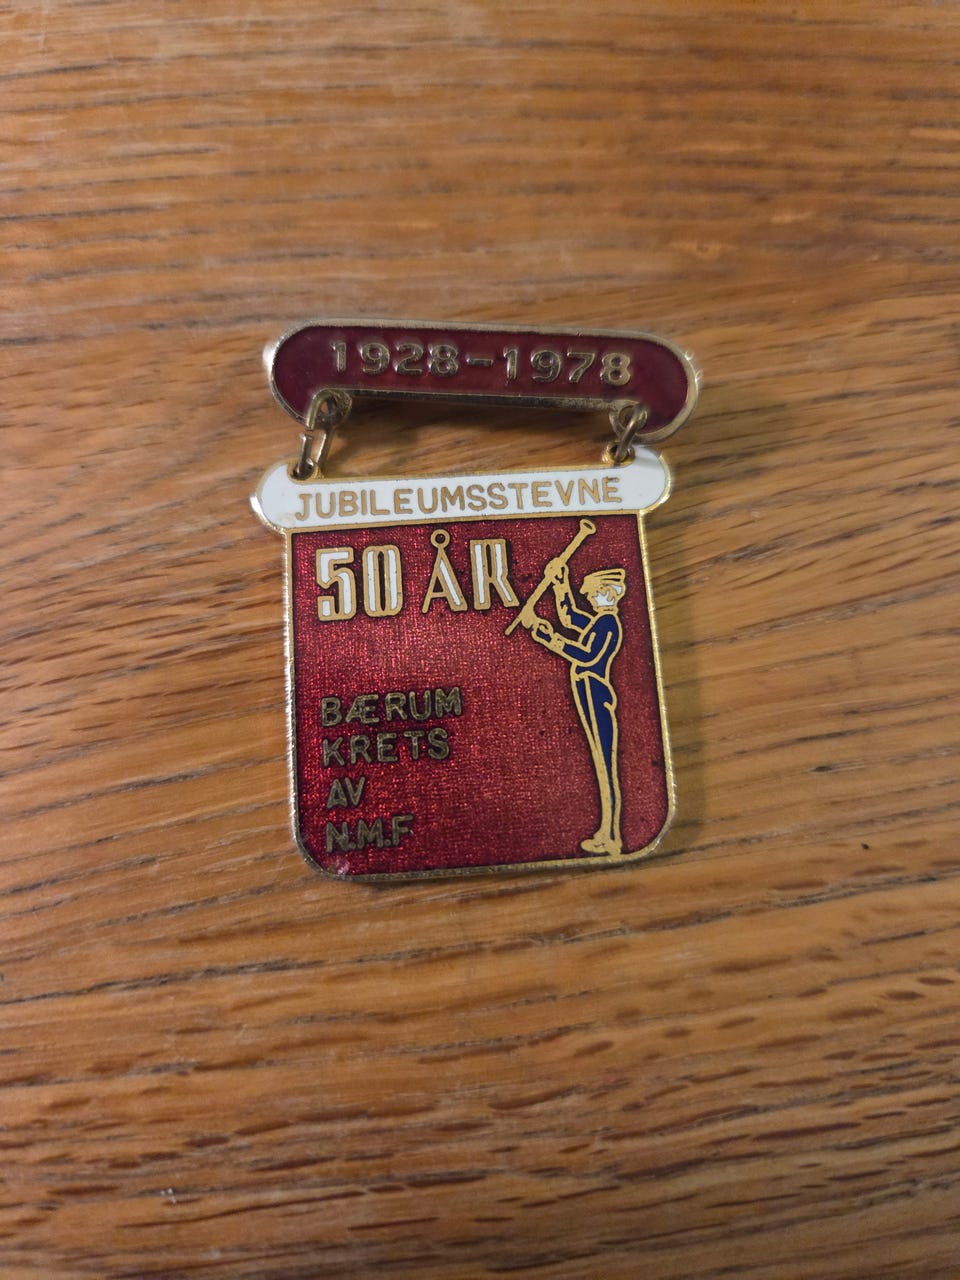 1928-1978
JUBILEUMSSTEVNE
50 ÅR
BÆRUM
KRETS
AV
N.M.F